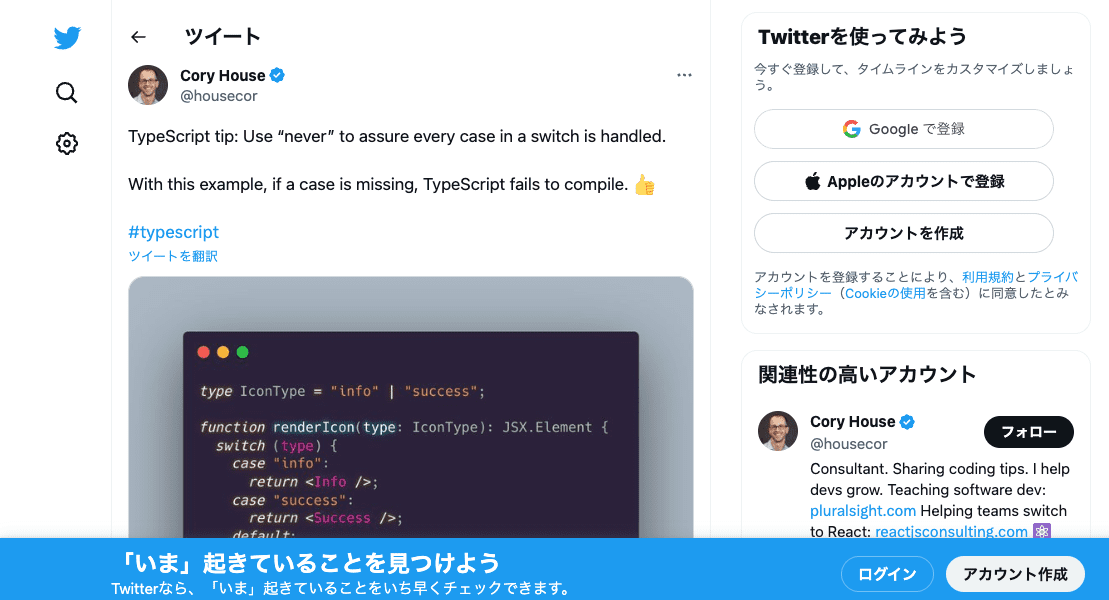 ツイート
Cory House
@housecor
TypeScript tip: Use “never” to assure every case in a switch is handled.
With this example, if a case is missing, TypeScript fails to compile. 👍
#typescript
ツイートを翻訳
type IconType = "info" | "success";
function renderIcon(type: IconType): JSX.Element {
switch (type) {
case "info":
return <Info />;
case "success":
return <Success />;
default:
Twitterを使ってみよう
今すぐ登録して、タイムラインをカスタマイズしましょ
う。
Google で登録
Appleのアカウントで登録
アカウントを作成
アカウントを登録することにより、利用規約とプライバ
シーポリシー（Cookieの使用を含む）に同意したとみ
なされます。
関連性の高いアカウント
Cory House
@housecor
フォロー
Consultant. Sharing coding tips. I help
devs grow. Teaching software dev:
pluralsight.com Helping teams switch
to React: reactjsconsulting.com ⚛
「いま」起きていることを見つけよう
Twitterなら、「いま」起きていることをいち早くチェックできます。
ログイン
アカウント作成